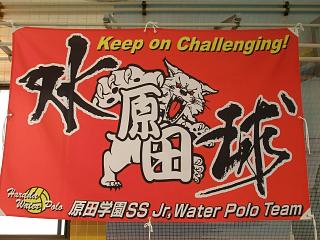 Keep on Challenging!
水 原田 球
Harada
Water Polo
原田学園SS Jr,Water Polo Team